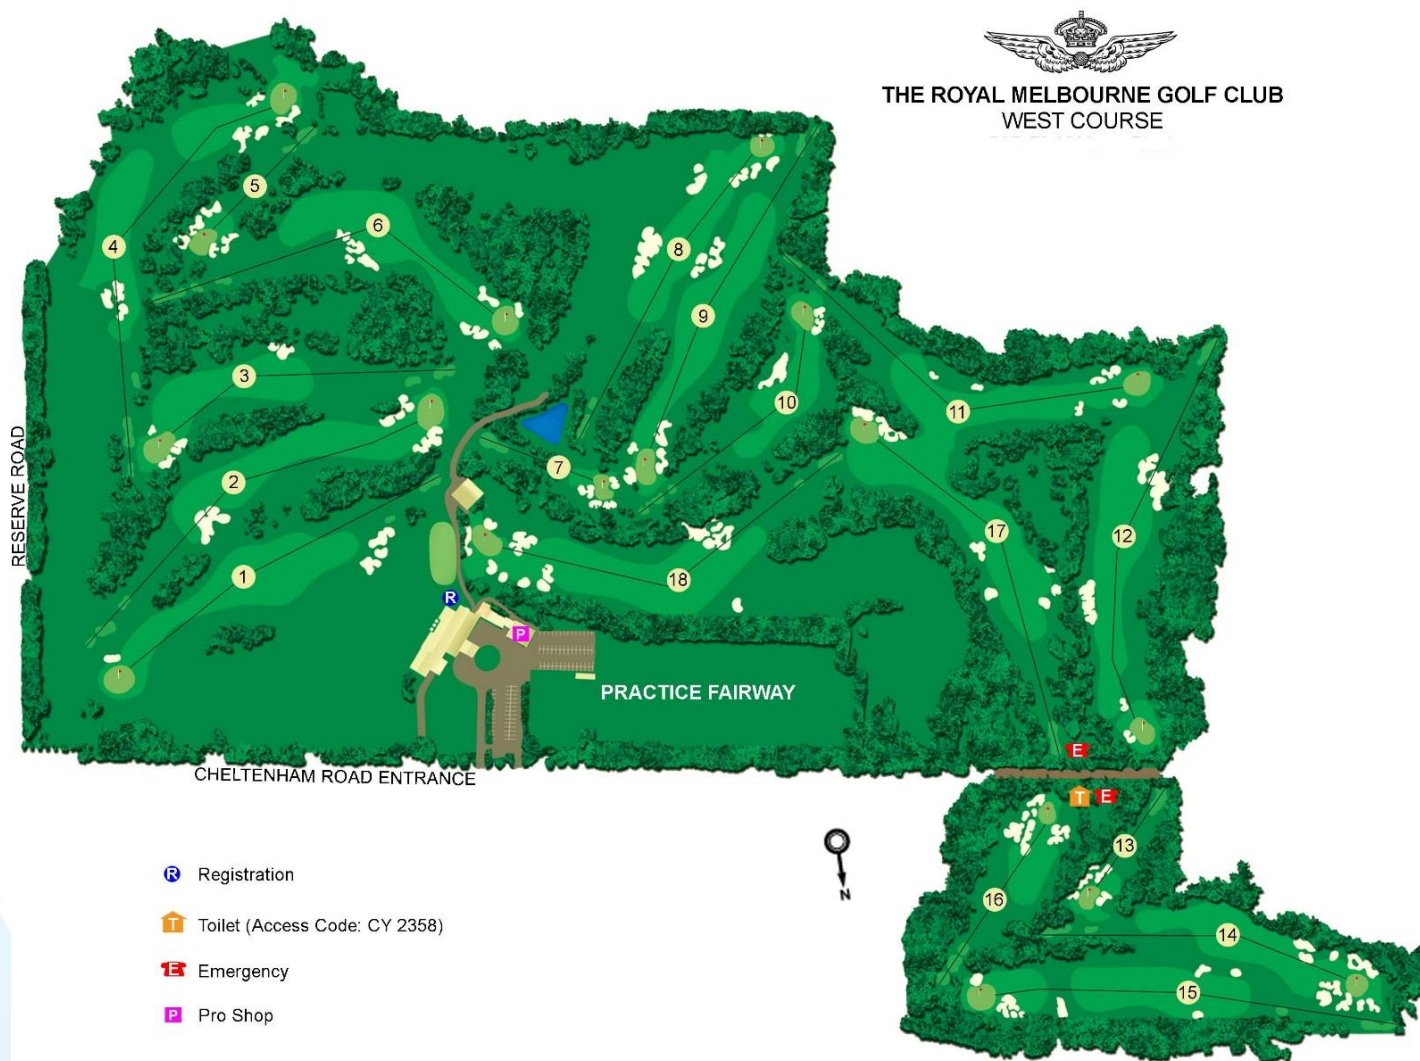 THE ROYAL MELBOURNE GOLF CLUB
WEST COURSE
5
6
4
8
9
3
10
11
RESERVE ROAD
2
7
17
12
1
18
R
P
PRACTICE FAIRWAY
E
CHELTENHAM ROAD ENTRANCE
T
E
13
N
R Registration
16
T Toilet (Access Code: CY 2358)
14
E Emergency
15
P Pro Shop